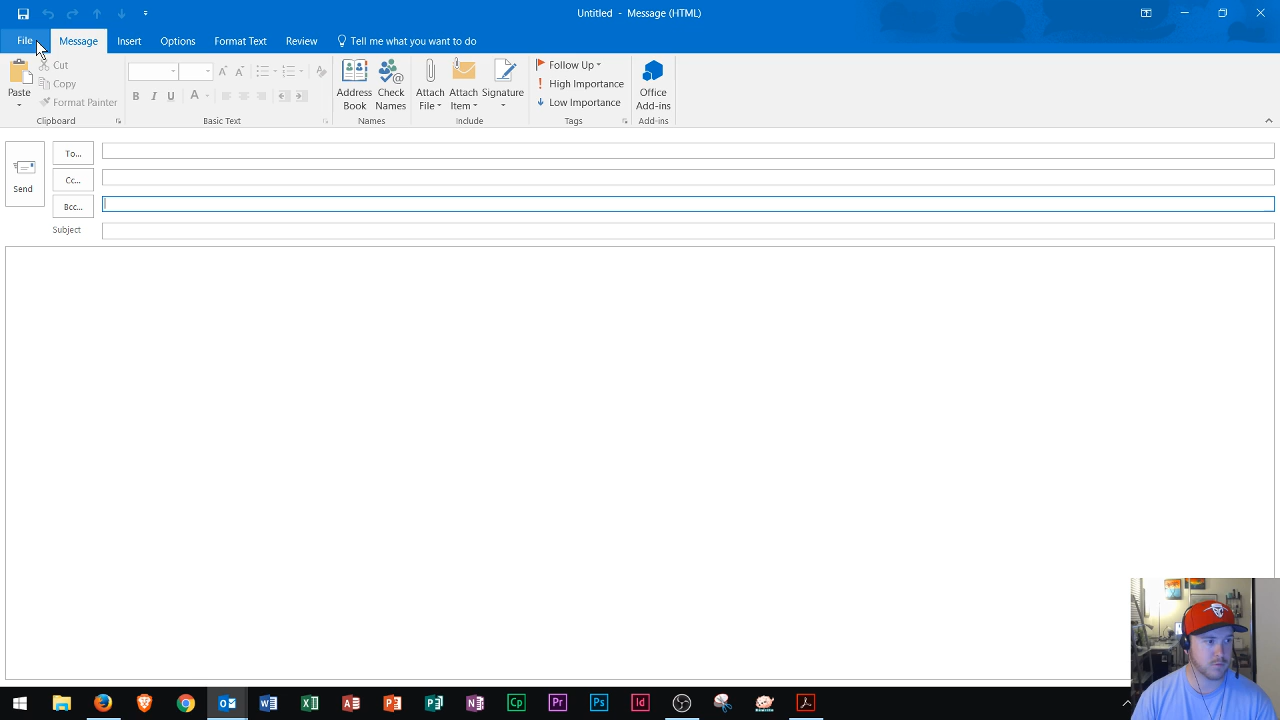 Untitled - Message (HTML)
File Message Insert Options Format Text Review Tell me what you want to do
Paste
Cut
Copy
Format Painter
Clipboard
B I U A
Basic Text
Address Book
Check Names
Names
Attach File
Attach Item
Signature
Include
Follow Up
High Importance
Low Importance
Tags
Office Add-ins
Add-ins
Send
To...
Cc...
Bcc...
Subject